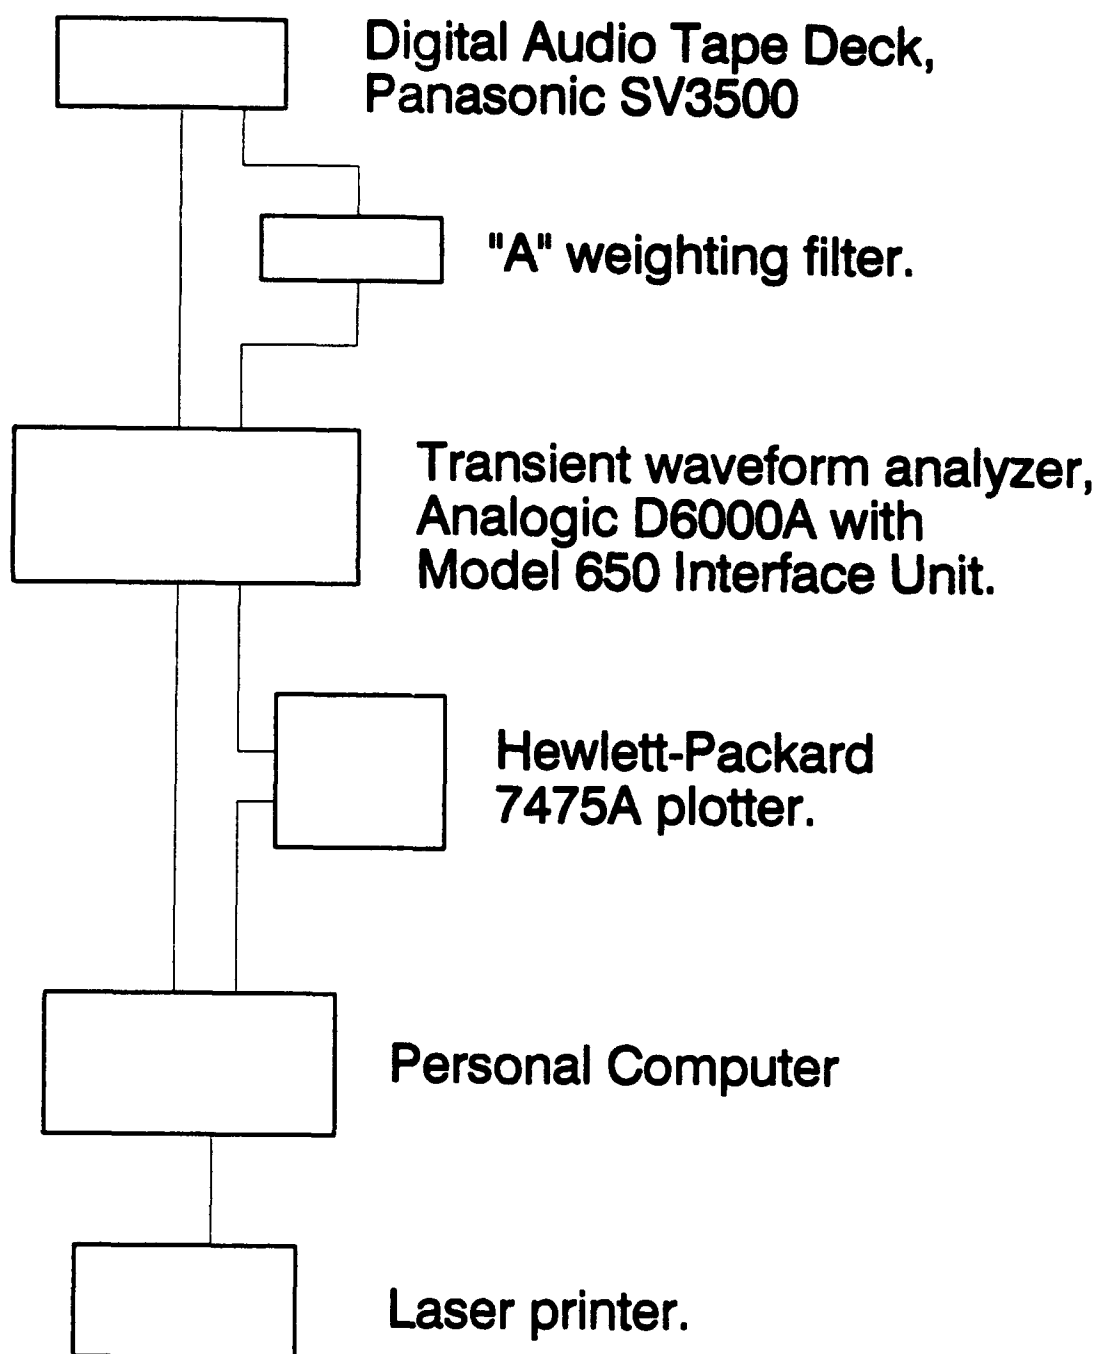 Digital Audio Tape Deck,
Panasonic SV3500
"A" weighting filter.
Transient waveform analyzer,
Analogic D6000A with
Model 650 Interface Unit.
Hewlett-Packard
7475A plotter.
Personal Computer
Laser printer.